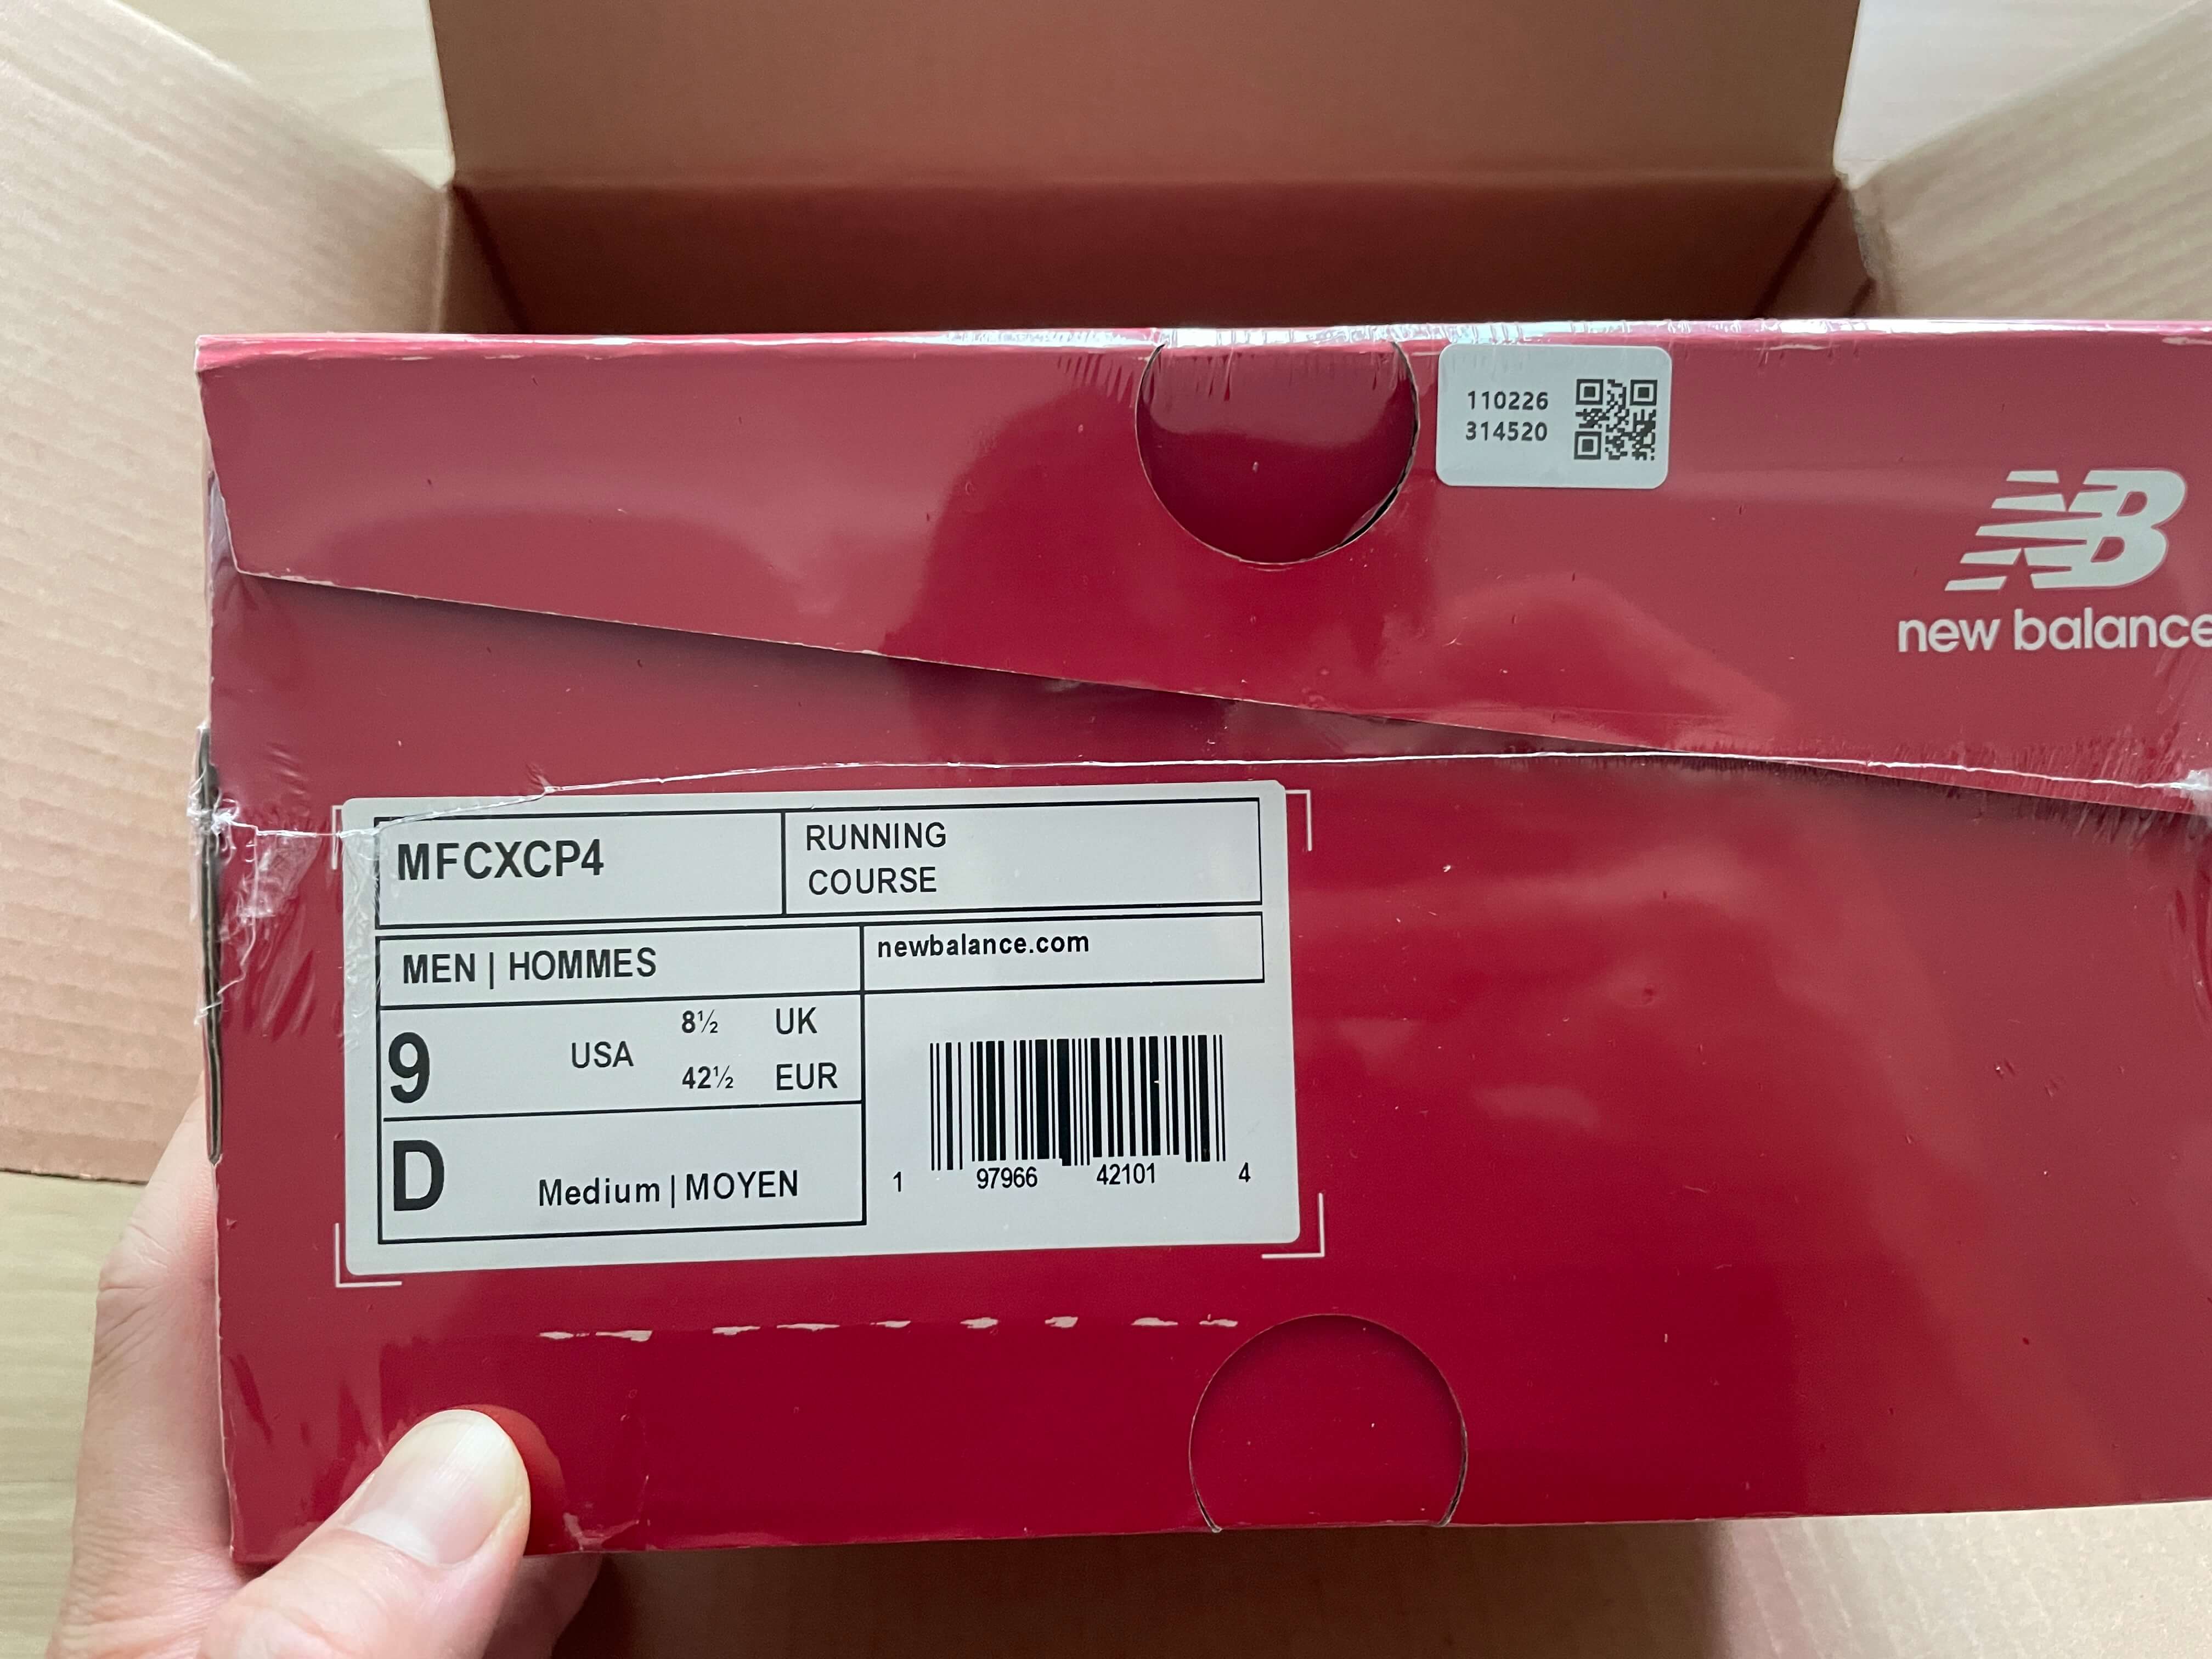 110226
314520
NB
new balance
MFCXCP4
RUNNING
COURSE
MEN | HOMMES
newbalance.com
9 USA 8½ UK
42½ EUR
D Medium | MOYEN
1 97966 42101 4